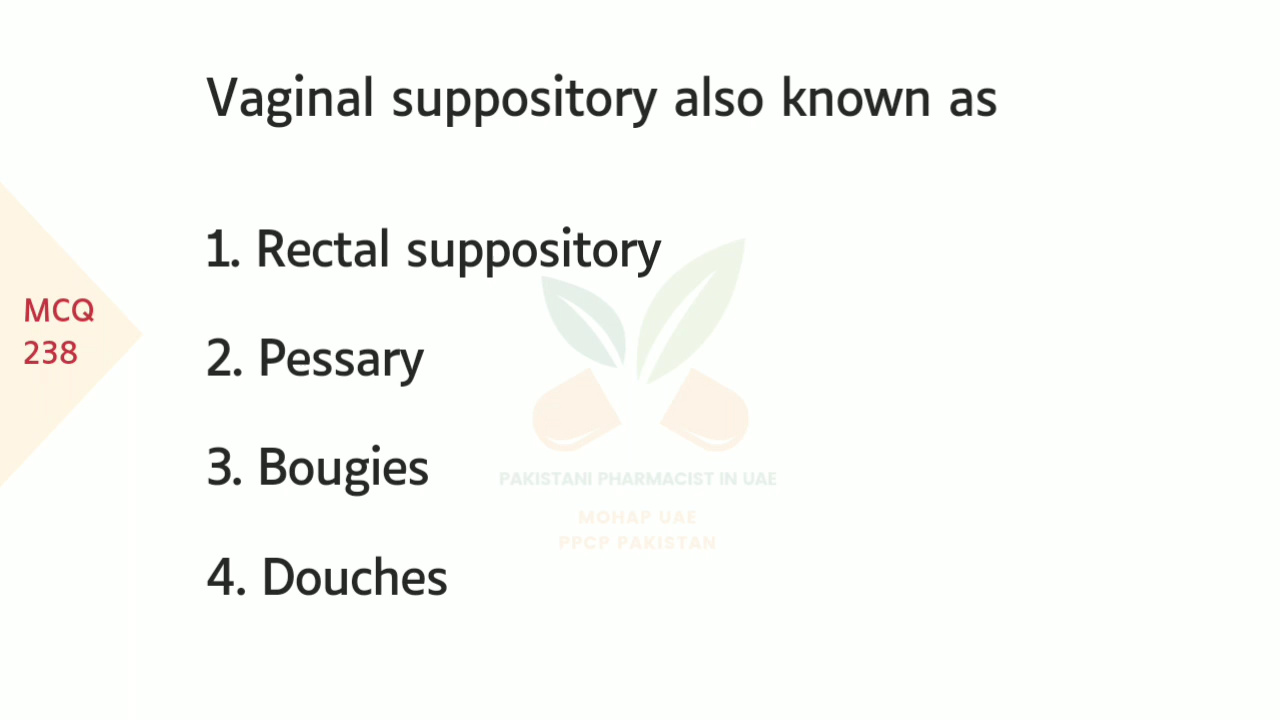 Vaginal suppository also known as
1. Rectal suppository
MCQ
238
2. Pessary
3. Bougies
PAKISTANI PHARMACIST IN UAE
MOHAP UAE
PPCP PAKISTAN
4. Douches